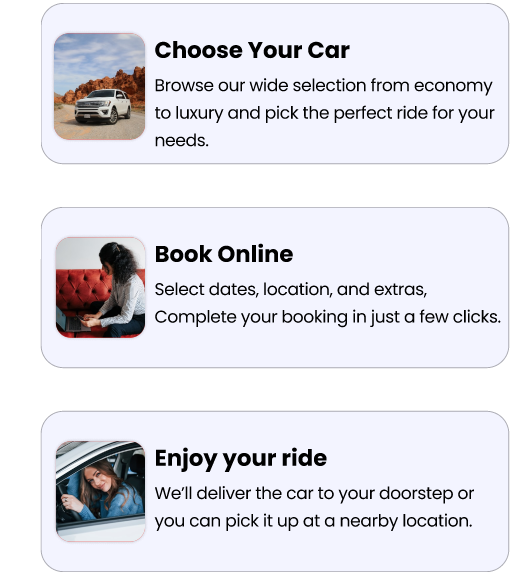 Choose Your Car
Browse our wide selection from economy
to luxury and pick the perfect ride for your
needs.
Book Online
Select dates, location, and extras,
Complete your booking in just a few clicks.
Enjoy your ride
We'll deliver the car to your doorstep or
you can pick it up at a nearby location.